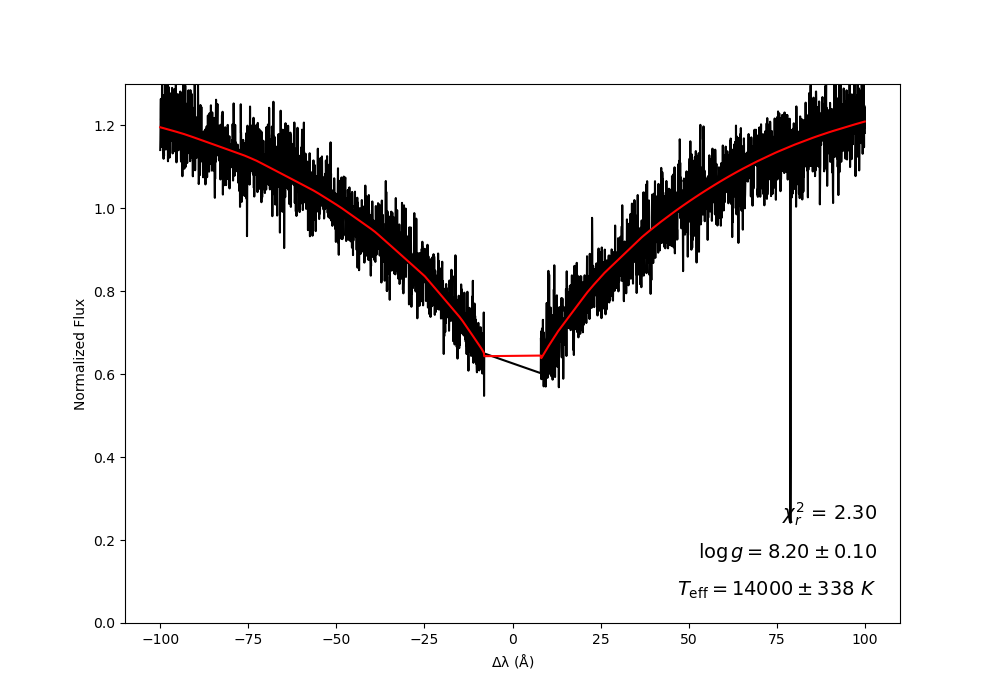 Normalized Flux
1.2
1.0
0.8
0.6
0.4
0.2
0.0
χ²ᵣ = 2.30
log g = 8.20 ± 0.10
T_eff = 14000 ± 338 K
−100 −75 −50 −25 0 25 50 75 100
Δλ (Å)